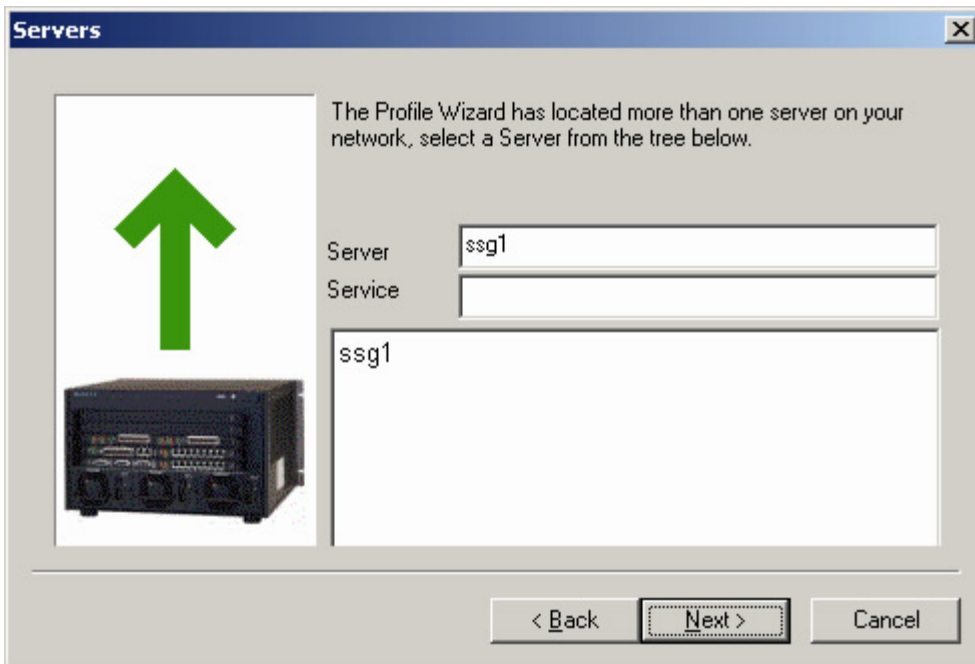 Servers
The Profile Wizard has located more than one server on your
network, select a Server from the tree below.
Server
ssg1
Service
ssg1
< Back
Next >
Cancel